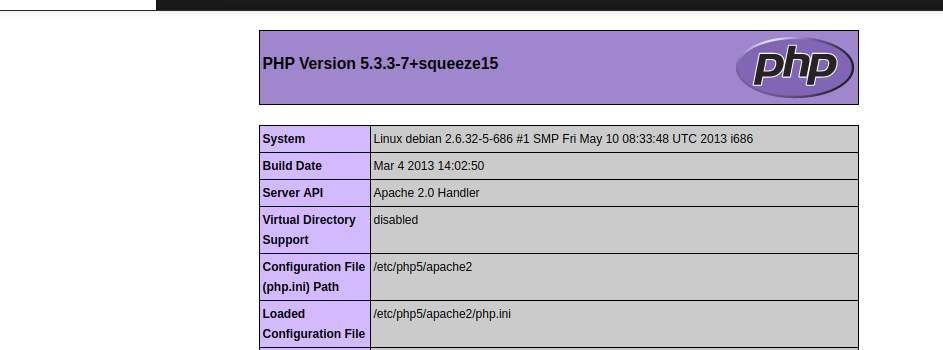 PHP Version 5.3.3-7+squeeze15
php
System Linux debian 2.6.32-5-686 #1 SMP Fri May 10 08:33:48 UTC 2013 i686
Build Date Mar 4 2013 14:02:50
Server API Apache 2.0 Handler
Virtual Directory disabled
Support
Configuration File /etc/php5/apache2
(php.ini) Path
Loaded /etc/php5/apache2/php.ini
Configuration File